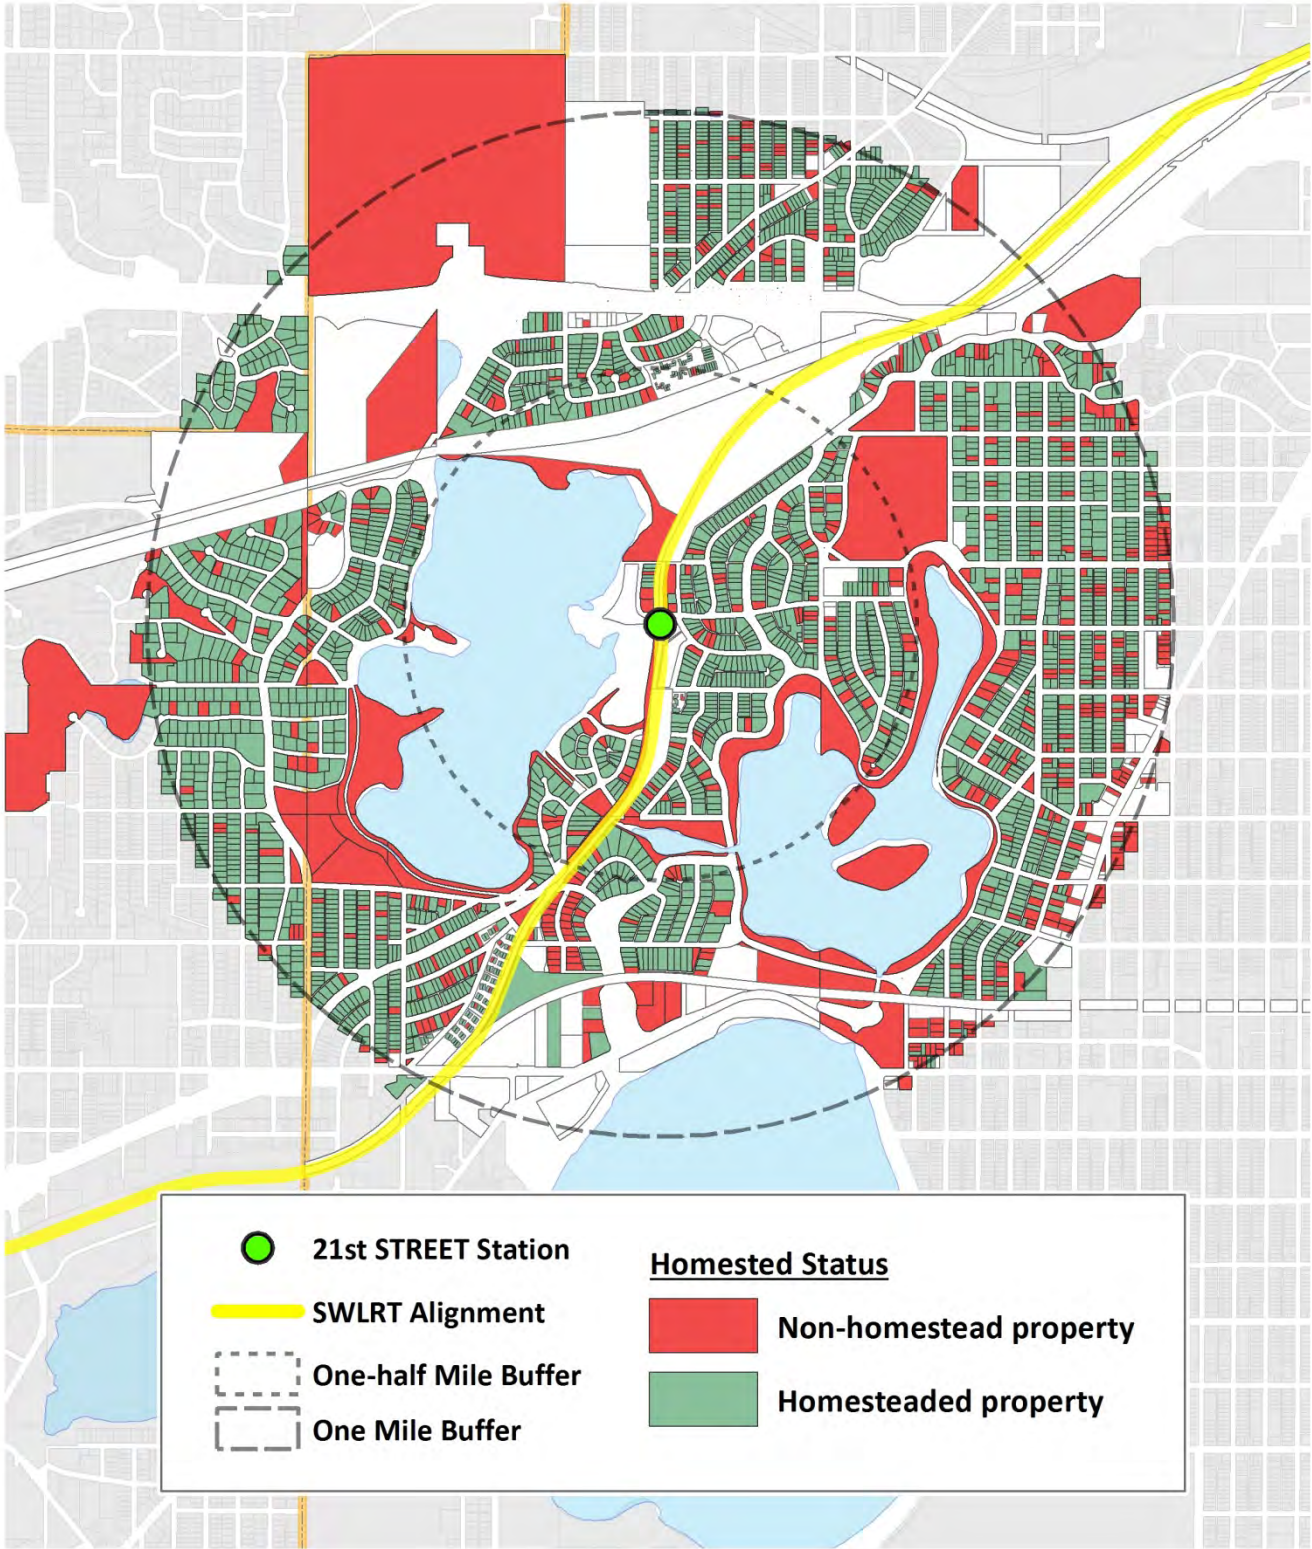 21st STREET Station
SWLRT Alignment
One-half Mile Buffer
One Mile Buffer
Homested Status
Non-homestead property
Homesteaded property